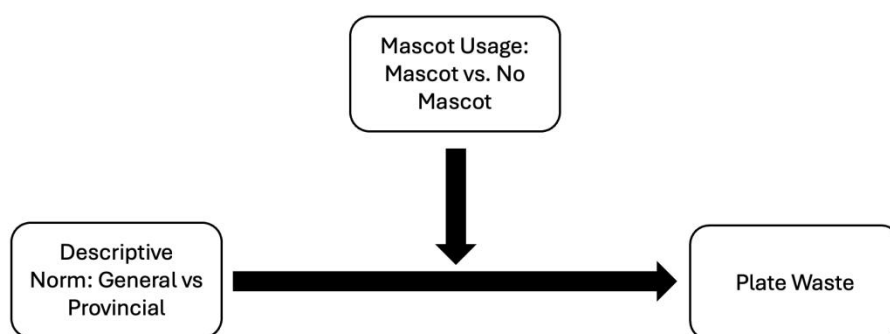 Mascot Usage:
Mascot vs. No
Mascot
Descriptive
Norm: General vs
Provincial
Plate Waste